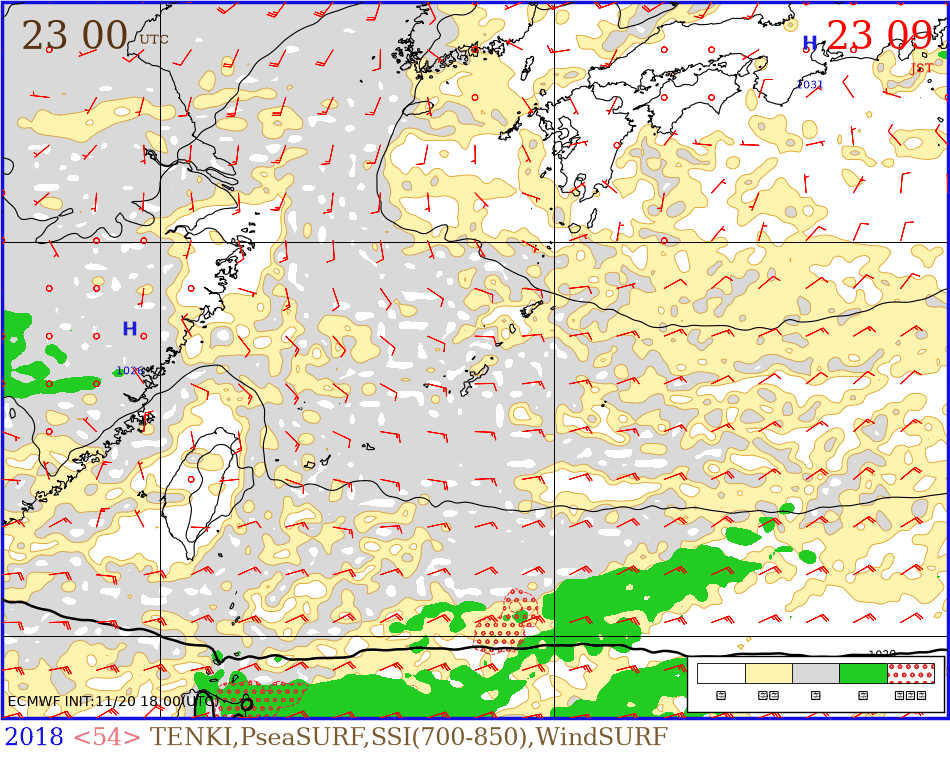 23 00 UTC
H 23 09
JST
1031
H
1026
1020
ECMWF INIT:11/20 18:00(UTC)
2018 <54> TENKI,PseaSURF,SSI(700-850),WindSURF